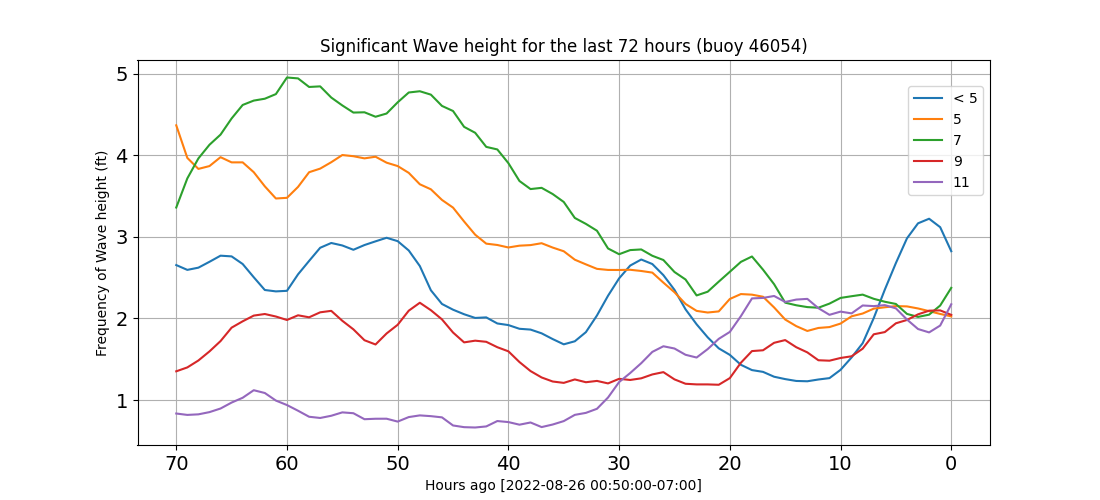 Significant Wave height for the last 72 hours (buoy 46054)
Frequency of Wave height (ft)
5
4
3
2
1
< 5
5
7
9
11
70 60 50 40 30 20 10 0
Hours ago [2022-08-26 00:50:00-07:00]